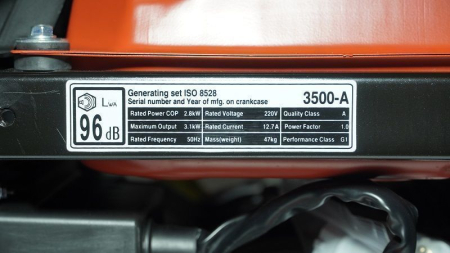 LWA
96 dB
Generating set ISO 8528
Serial number and Year of mfg. on crankcase
3500-A
Rated Power COP 2.8kW Rated Voltage 220V Quality Class A
Maximum Output 3.1kW Rated Current 12.7A Power Factor 1.0
Rated Frequency 50Hz Mass(weight) 47kg Performance Class G1